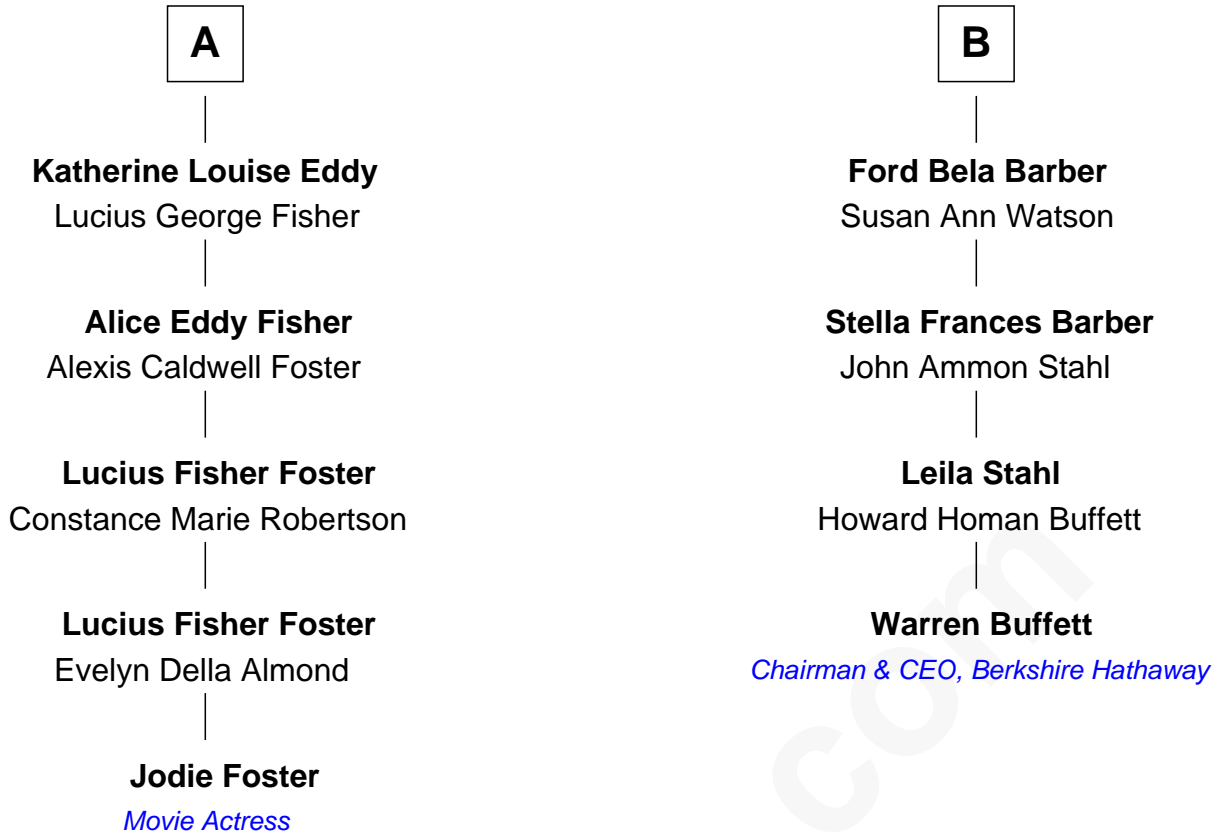 A
Katherine Louise Eddy
Lucius George Fisher
Alice Eddy Fisher
Alexis Caldwell Foster
Lucius Fisher Foster
Constance Marie Robertson
Lucius Fisher Foster
Evelyn Della Almond
Jodie Foster
Movie Actress
B
Ford Bela Barber
Susan Ann Watson
Stella Frances Barber
John Ammon Stahl
Leila Stahl
Howard Homan Buffett
Warren Buffett
Chairman & CEO, Berkshire Hathaway
com